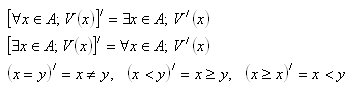 [∀x ∈ A; V(x)]′ = ∃x ∈ A; V′(x)
[∃x ∈ A; V(x)]′ = ∀x ∈ A; V′(x)
(x = y)′ = x ≠ y, (x < y)′ = x ≥ y, (x ≥ x)′ = x < y